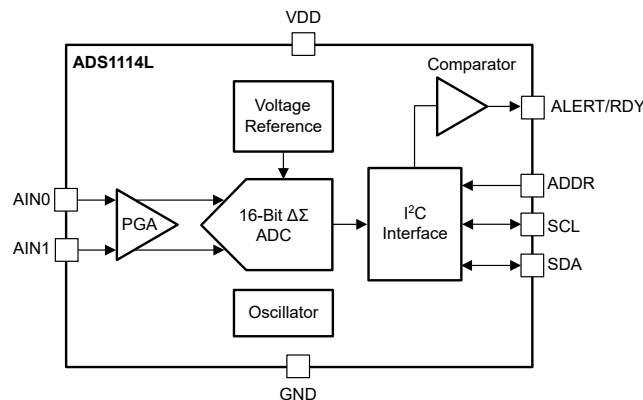 VDD
ADS1114L
Comparator
Voltage
Reference
ALERT/RDY
AIN0
PGA
AIN1
16-Bit ΔΣ
ADC
I²C
Interface
ADDR
SCL
SDA
Oscillator
GND